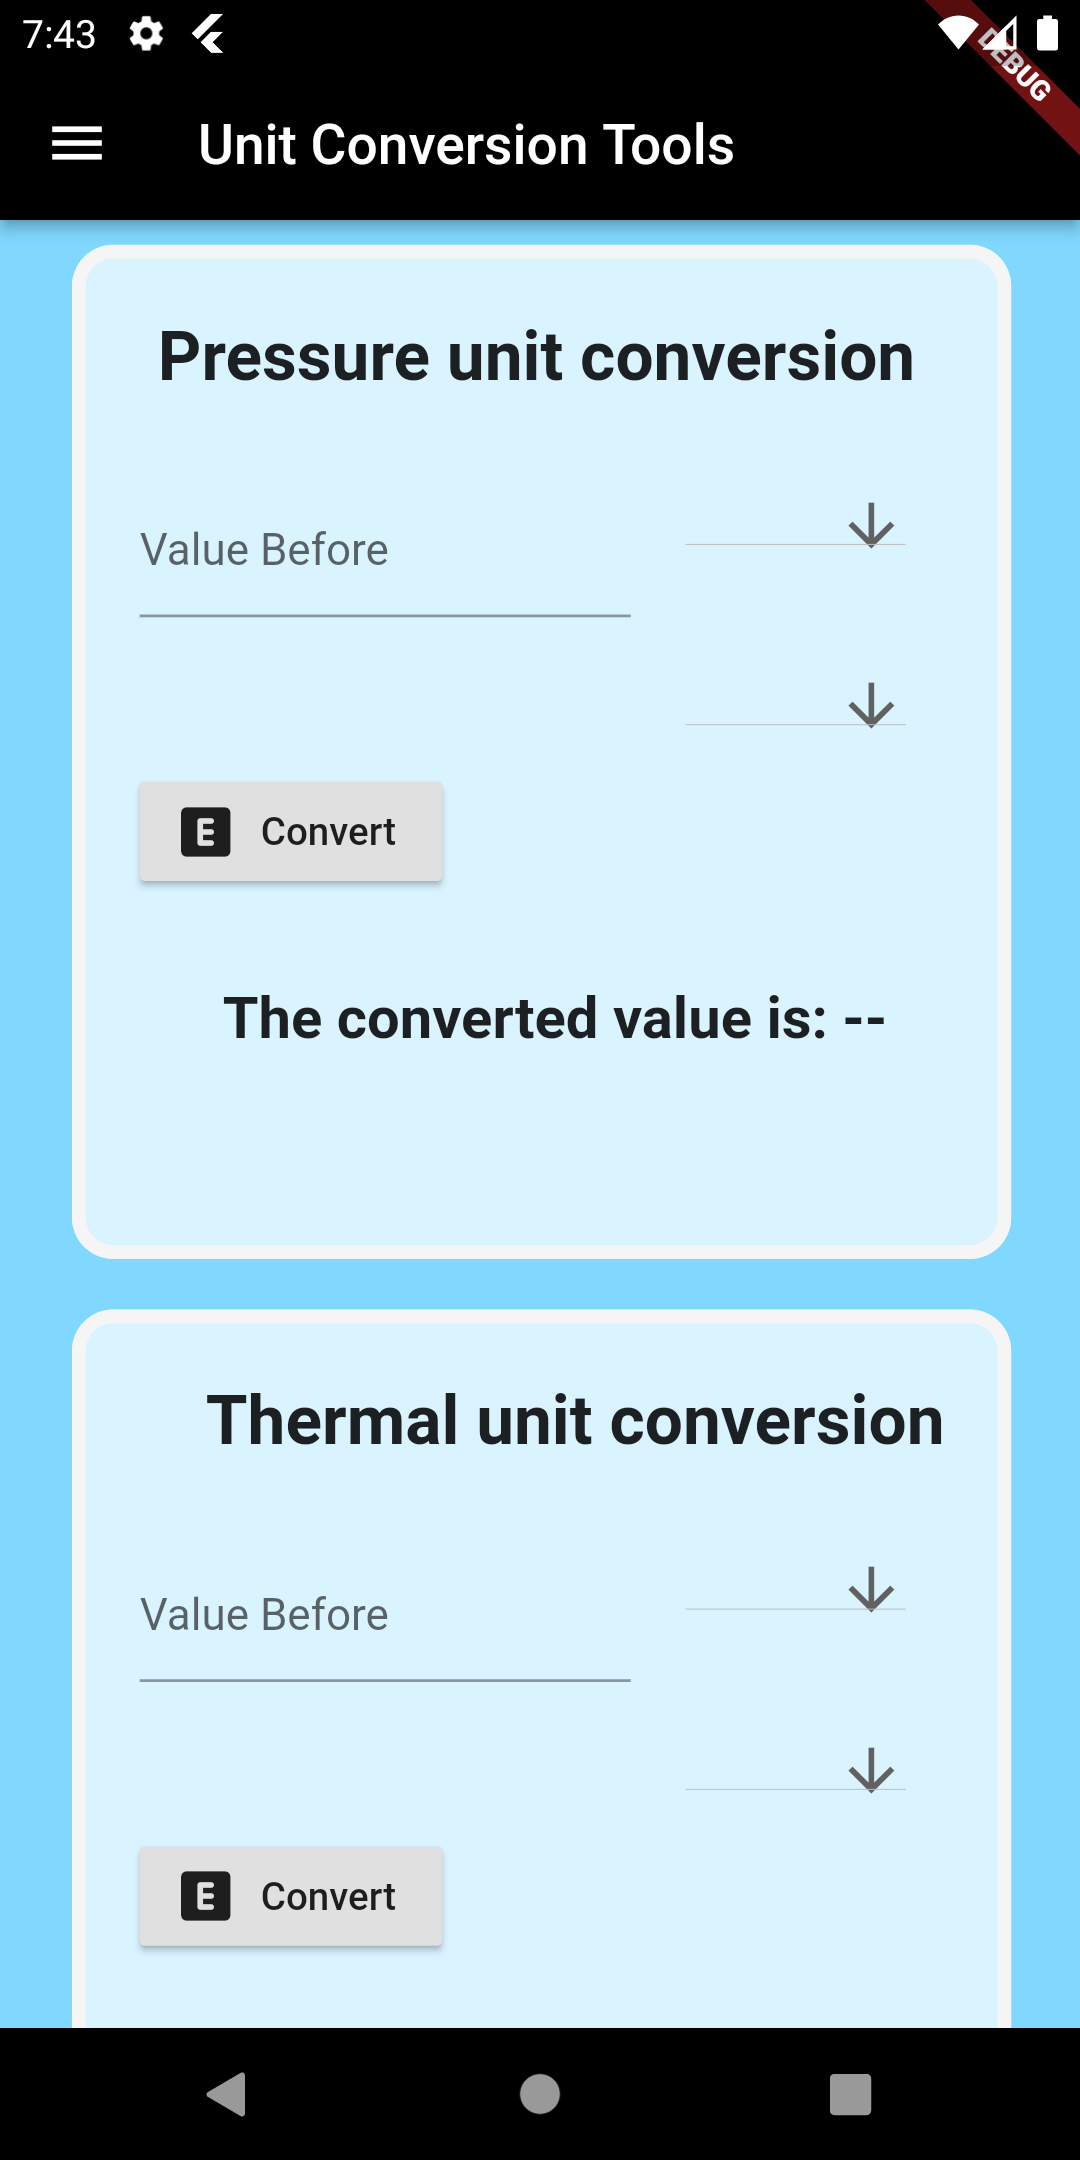 7:43
DEBUG
Unit Conversion Tools
Pressure unit conversion
Value Before
E Convert
The converted value is: --
Thermal unit conversion
Value Before
E Convert